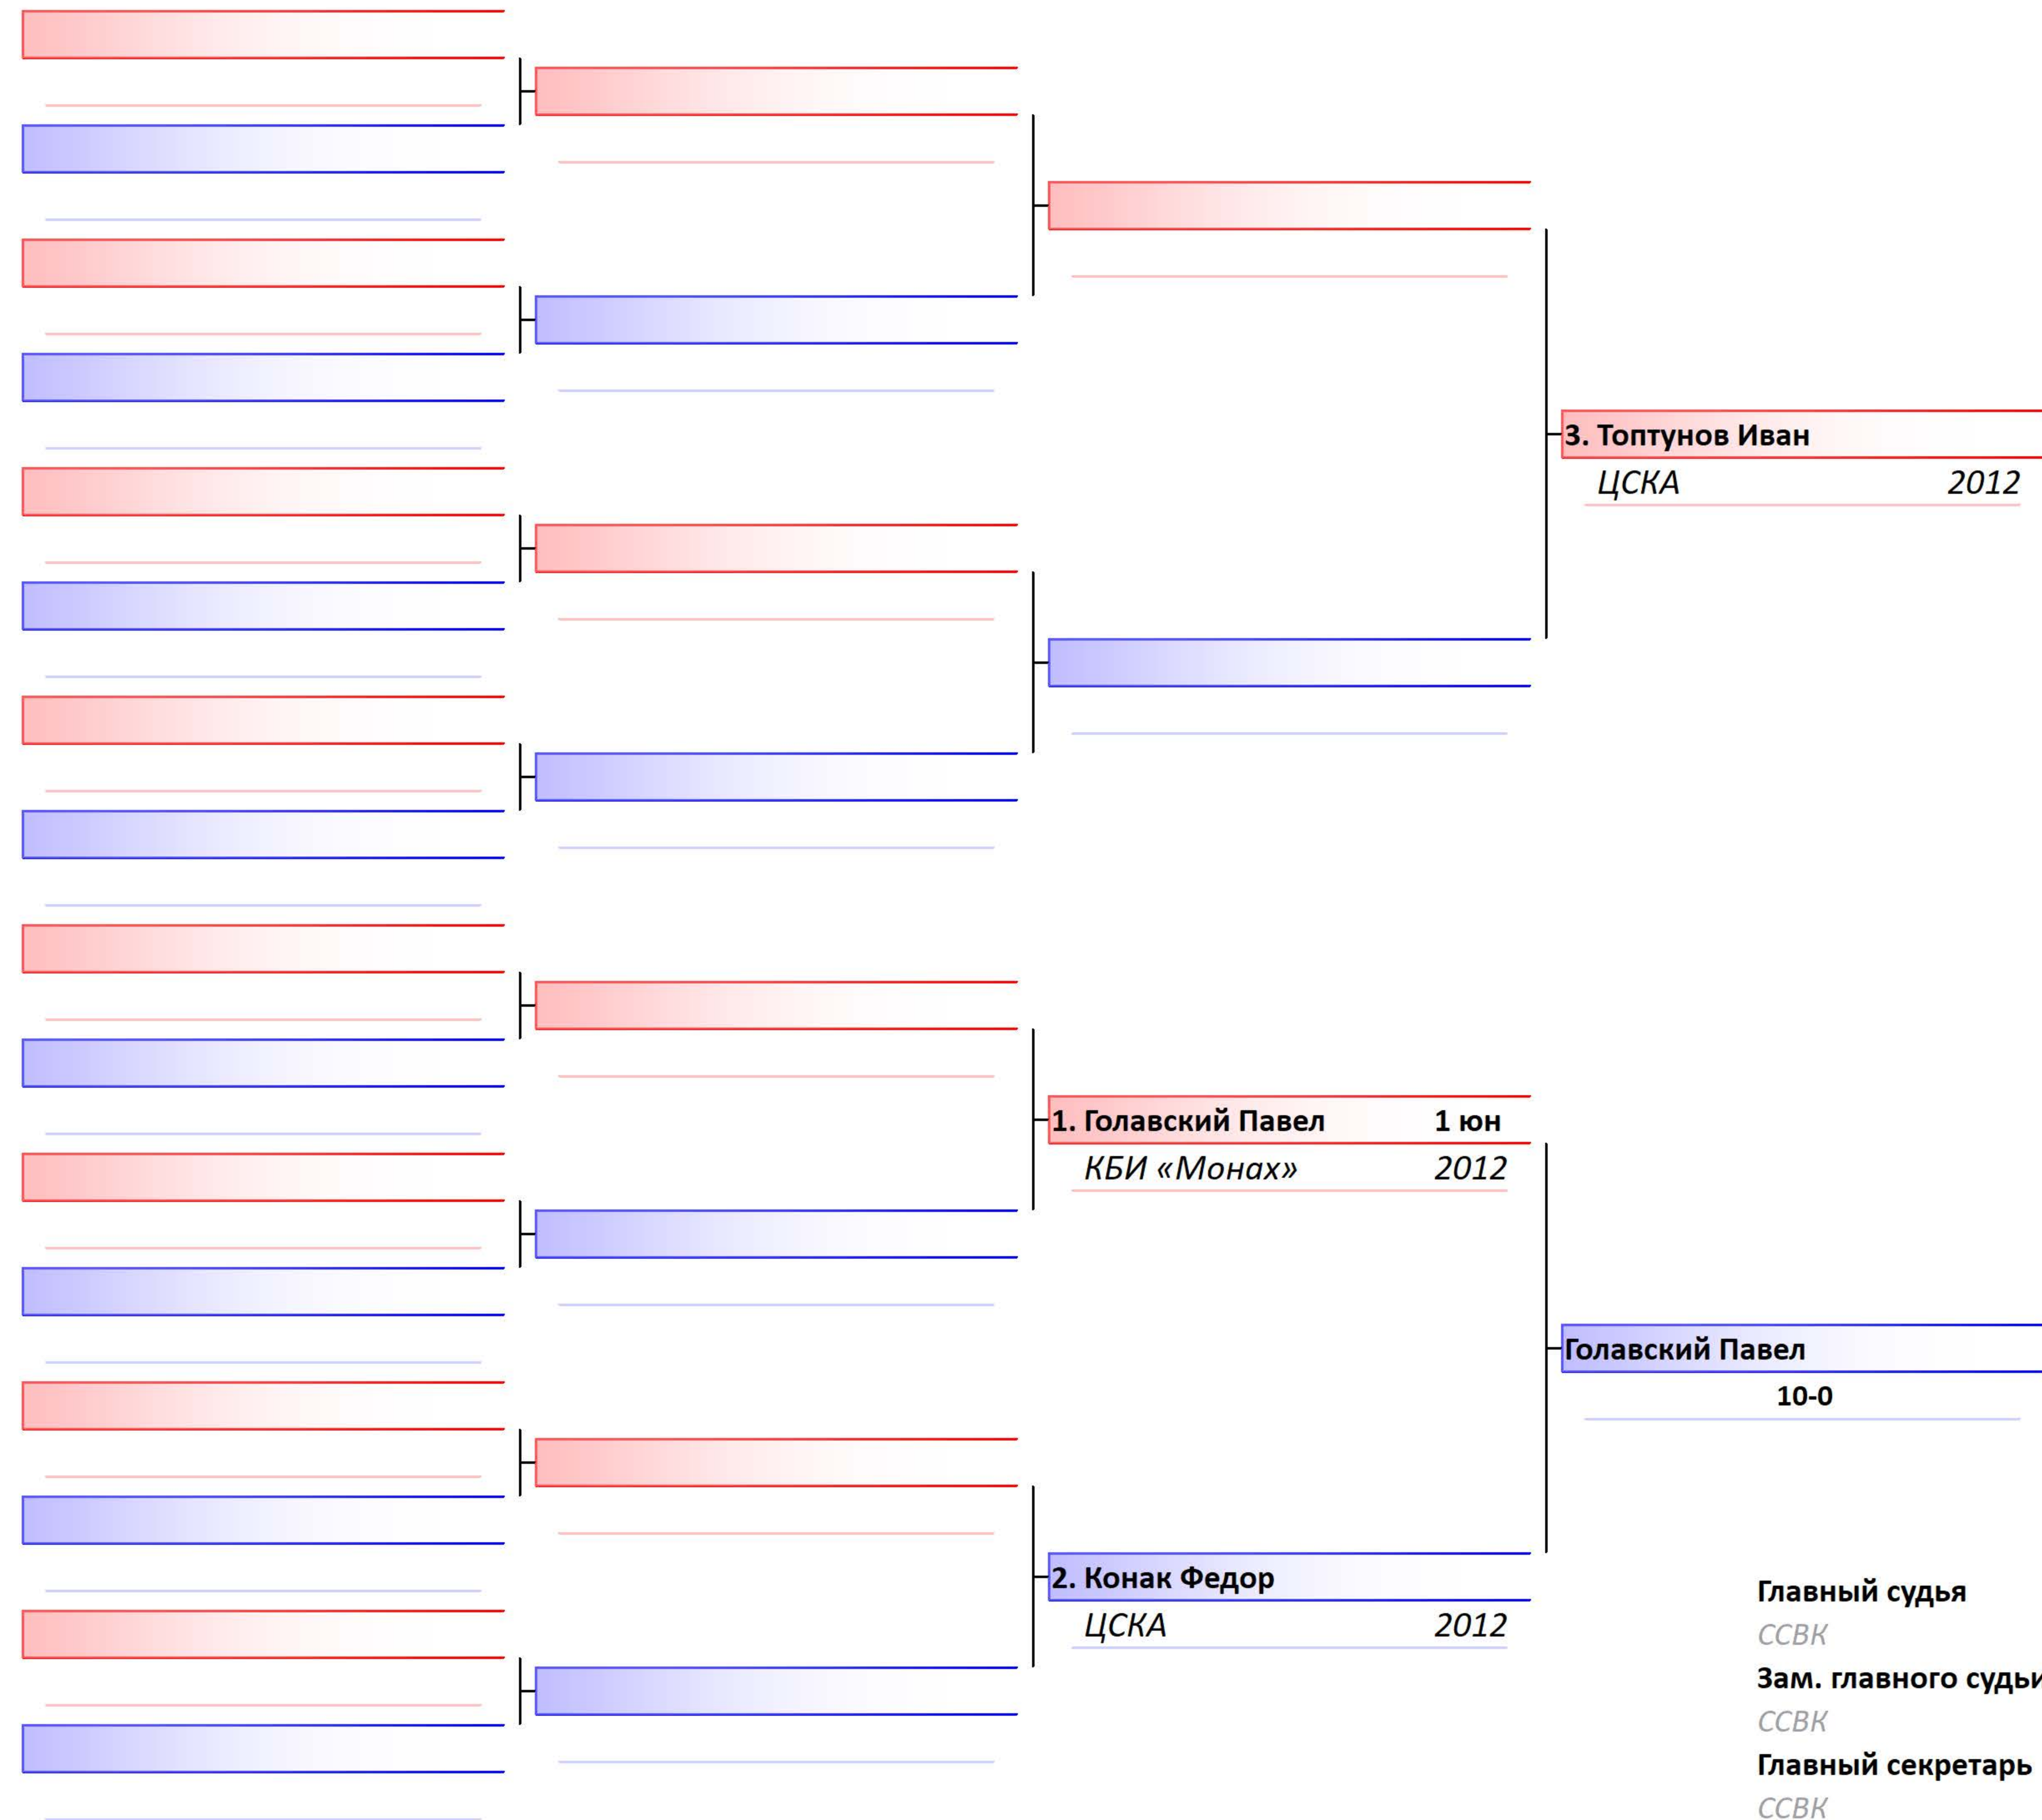 3. Топтунов Иван
ЦСКА 2012
1. Голавский Павел 1 юн
КБИ «Монах» 2012
Голавский Павел
10-0
2. Конак Федор
ЦСКА 2012
Главный судья
ССВК
Зам. главного судьи
ССВК
Главный секретарь
ССВК